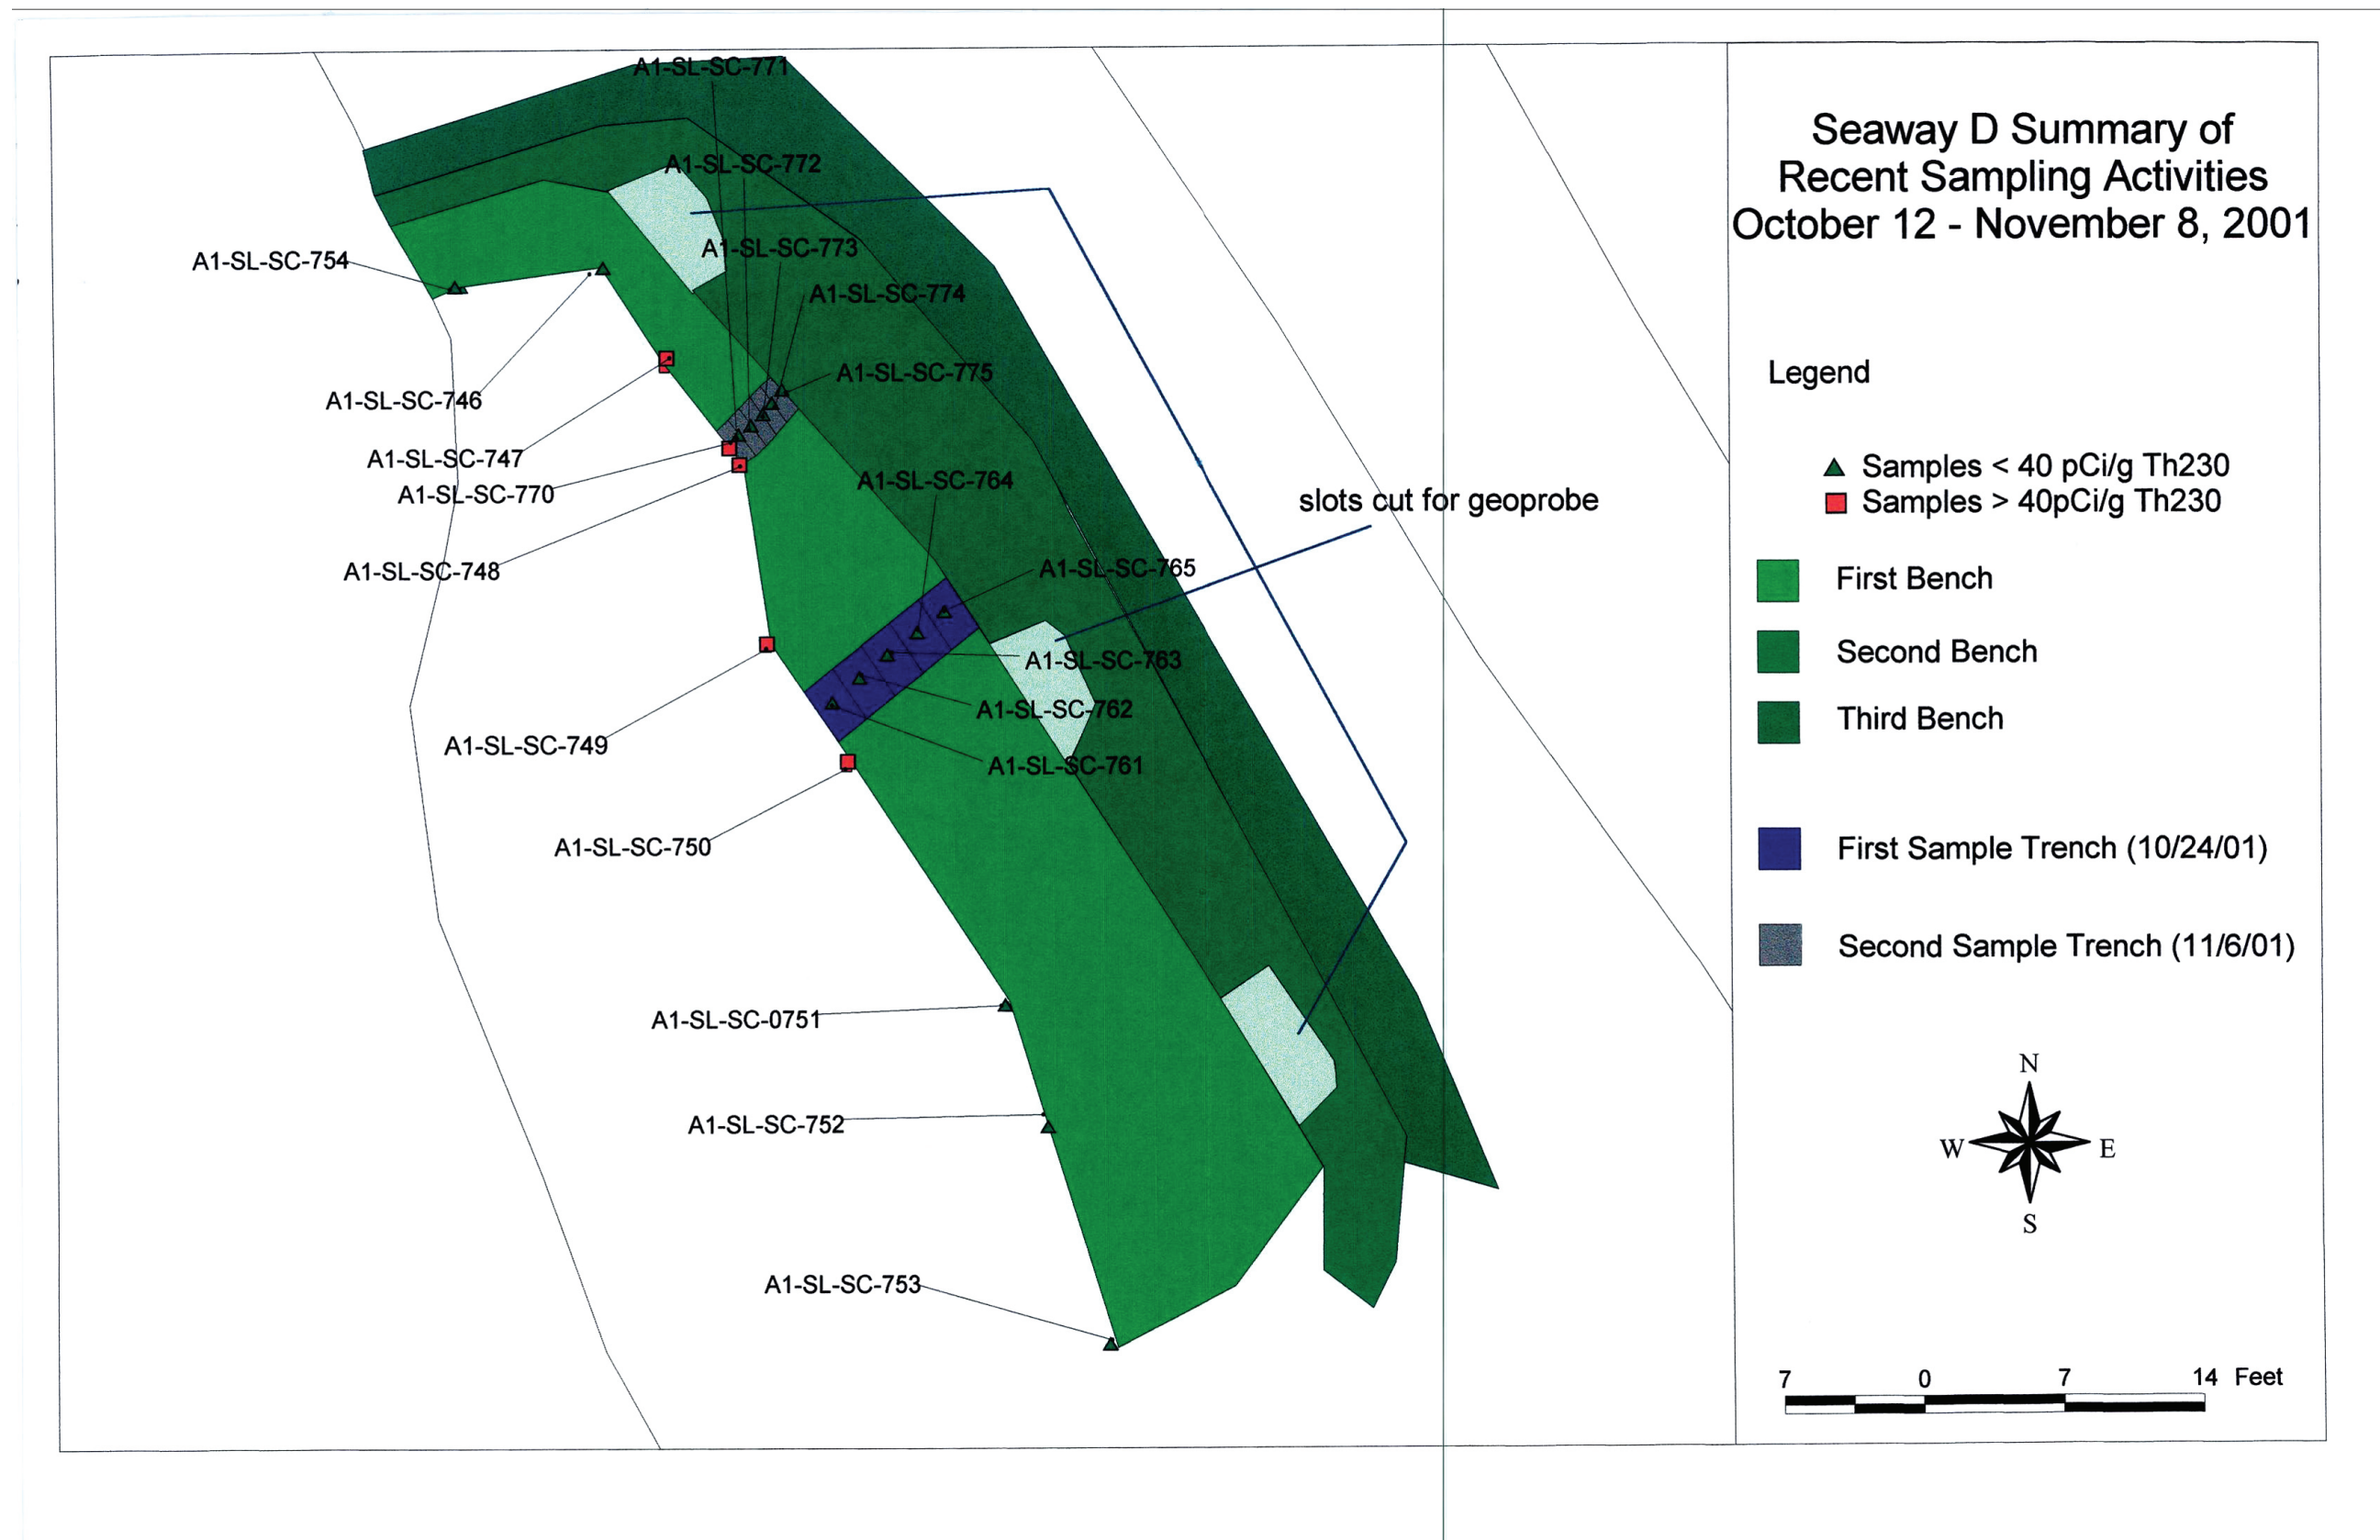 Seaway D Summary of
Recent Sampling Activities
October 12 - November 8, 2001
A1-SL-SC-771
A1-SL-SC-772
A1-SL-SC-773
A1-SL-SC-754
A1-SL-SC-774
A1-SL-SC-775
A1-SL-SC-746
A1-SL-SC-747
A1-SL-SC-770
A1-SL-SC-764
slots cut for geoprobe
A1-SL-SC-748
A1-SL-SC-765
A1-SL-SC-763
A1-SL-SC-762
A1-SL-SC-749
A1-SL-SC-761
A1-SL-SC-750
A1-SL-SC-0751
A1-SL-SC-752
A1-SL-SC-753
Legend
Samples < 40 pCi/g Th230
Samples > 40pCi/g Th230
First Bench
Second Bench
Third Bench
First Sample Trench (10/24/01)
Second Sample Trench (11/6/01)
N
W E
S
7 0 7 14 Feet